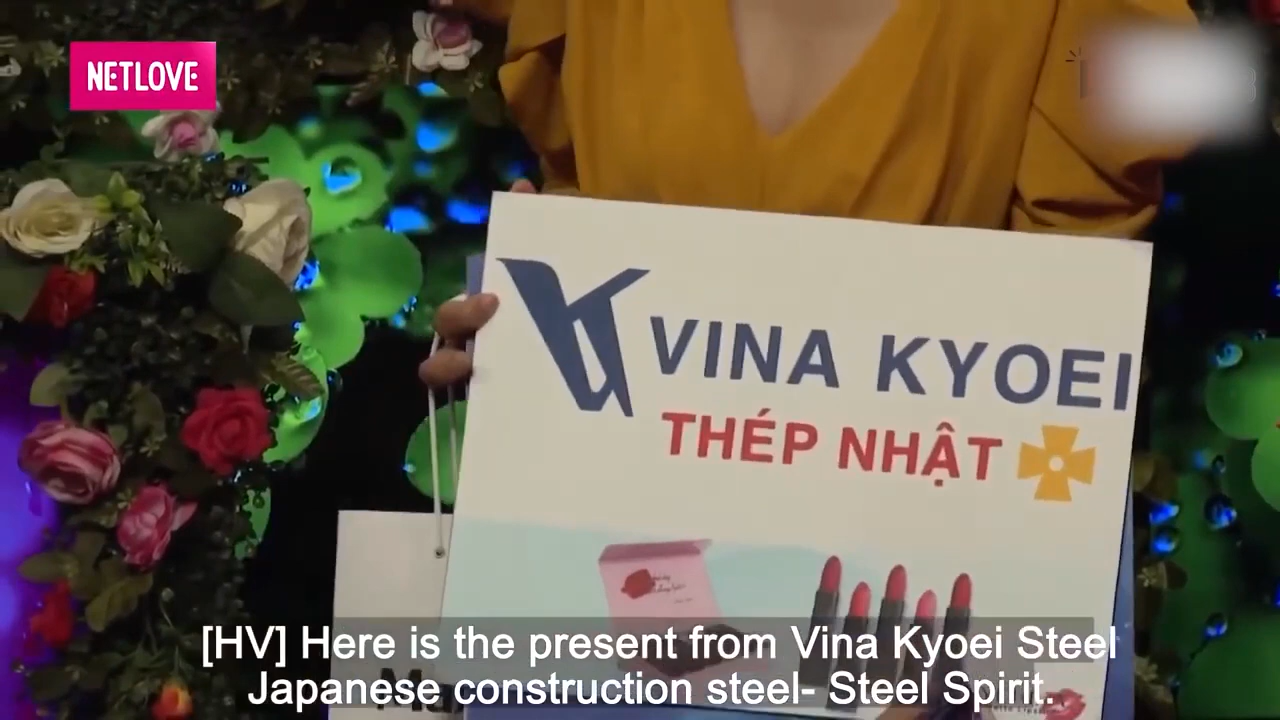 NETLOVE
VINA KYOEI
THÉP NHẬT
[HV] Here is the present from Vina Kyoei Steel
Japanese construction steel- Steel Spirit.